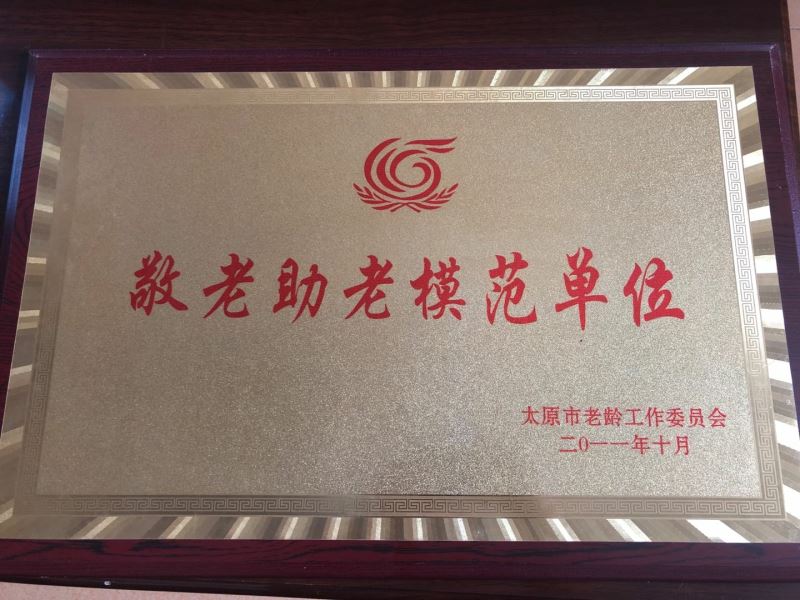 敬老助老模范单位
太原市老龄工作委员会
二0一一年十月